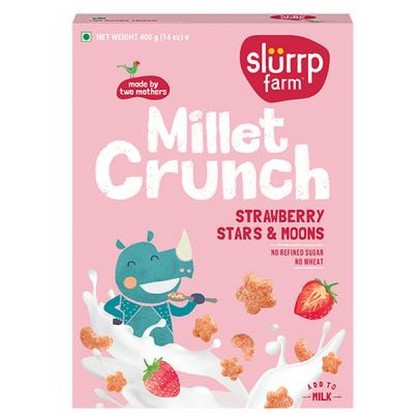 NET WEIGHT 400 g (14 oz) e
slürrp
farm
made by
two mothers
Millet
Crunch
STRAWBERRY
STARS & MOONS
NO REFINED SUGAR
NO WHEAT
ADD TO
MILK